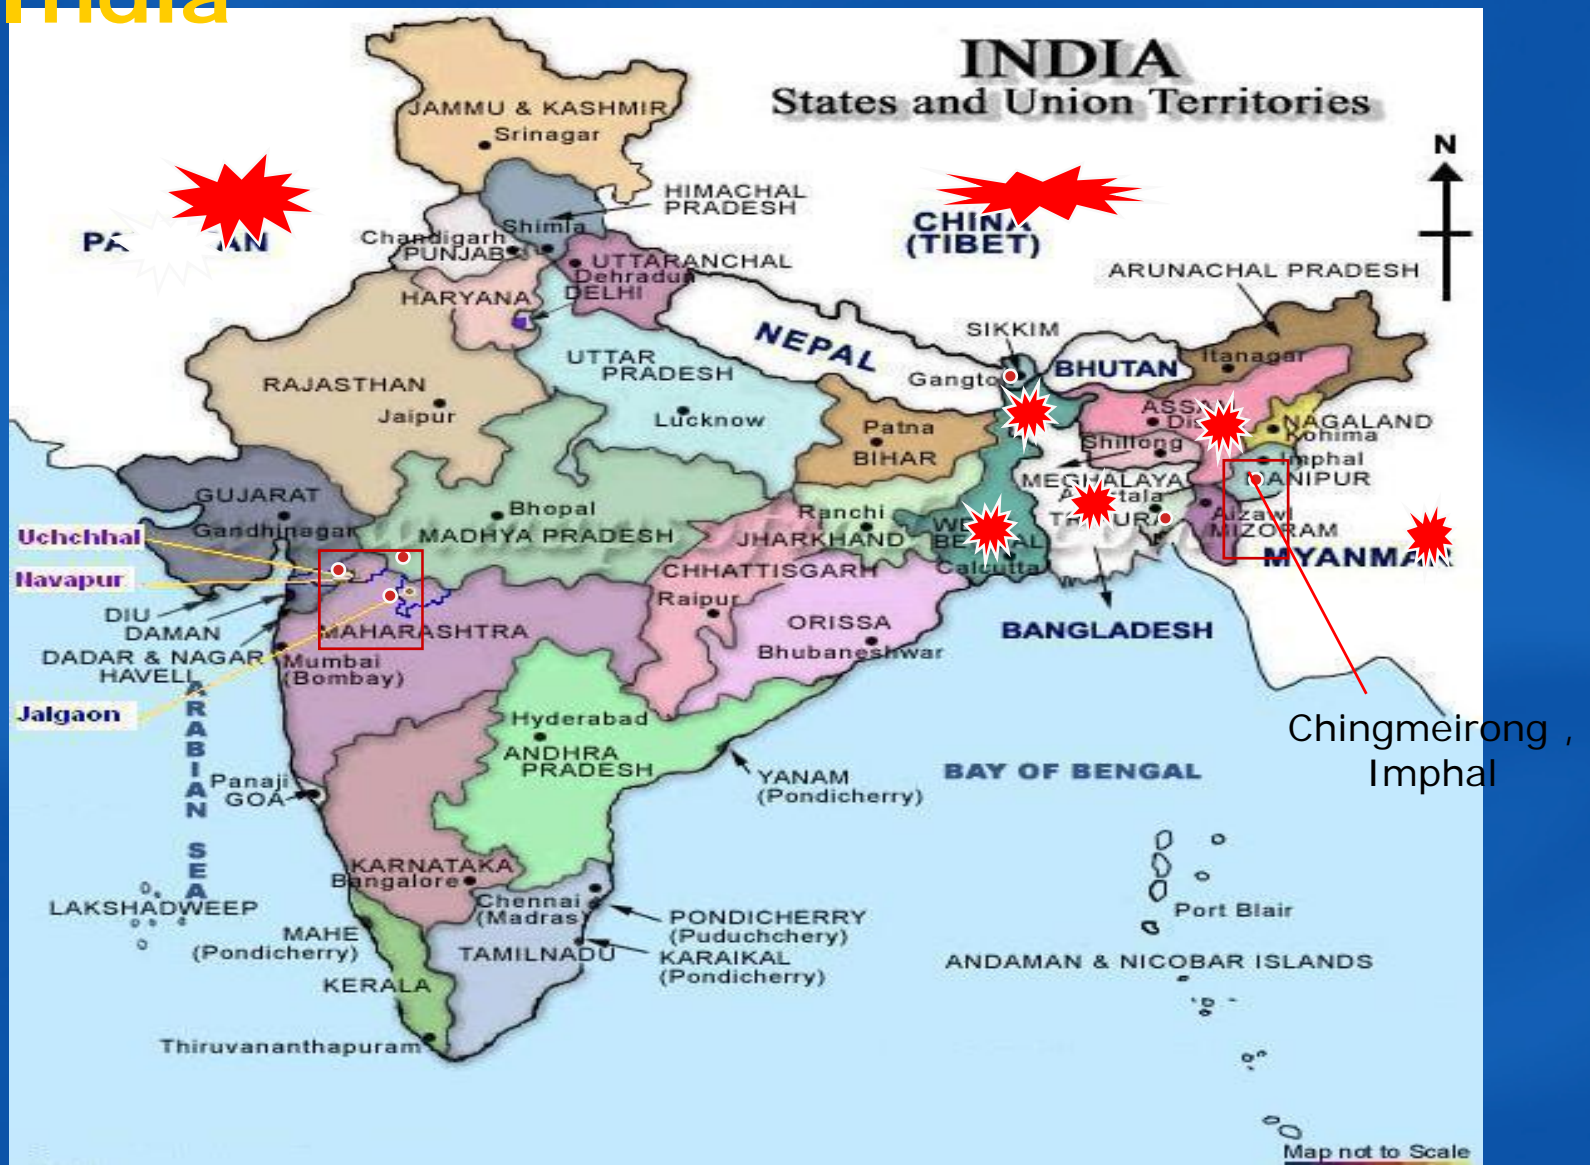 India
INDIA
States and Union Territories
N
JAMMU & KASHMIR
Srinagar
HIMACHAL
PRADESH
CHINA
(TIBET)
Shimla
Chandigarh
PUNJAB
UTTARANCHAL
Dehradun
DELHI
HARYANA
ARUNACHAL PRADESH
NEPAL
SIKKIM
BHUTAN
Itanagar
UTTAR
PRADESH
RAJASTHAN
Jaipur
Lucknow
ASSAM
NAGALAND
Kohima
Patna
BIHAR
Shillong
Imphal
MANIPUR
MEGHALAYA
GUJARAT
Gandhinagar
Bhopal
MADHYA PRADESH
Ranchi
JHARKHAND
TRIPURA
Aizawl
MIZORAM
MYANMAR
Uchchhal
Navapur
Calcutta
CHHATTISGARH
Raipur
DIU
DAMAN
DADAR & NAGAR
HAVELI
MAHARASHTRA
Mumbai
(Bombay)
ORISSA
Bhubaneshwar
BANGLADESH
Jalgaon
ARABIAN SEA
Hyderabad
ANDHRA
PRADESH
Chingmeirong ,
Imphal
Panaji
GOA
YANAM
(Pondicherry)
BAY OF BENGAL
KARNATAKA
Bangalore
Chennai
(Madras)
LAKSHADWEEP
MAHE
(Pondicherry)
PONDICHERRY
(Puduchchery)
TAMILNADU
KARAIKAL
(Pondicherry)
KERALA
Port Blair
ANDAMAN & NICOBAR ISLANDS
Thiruvananthapuram
Map not to Scale